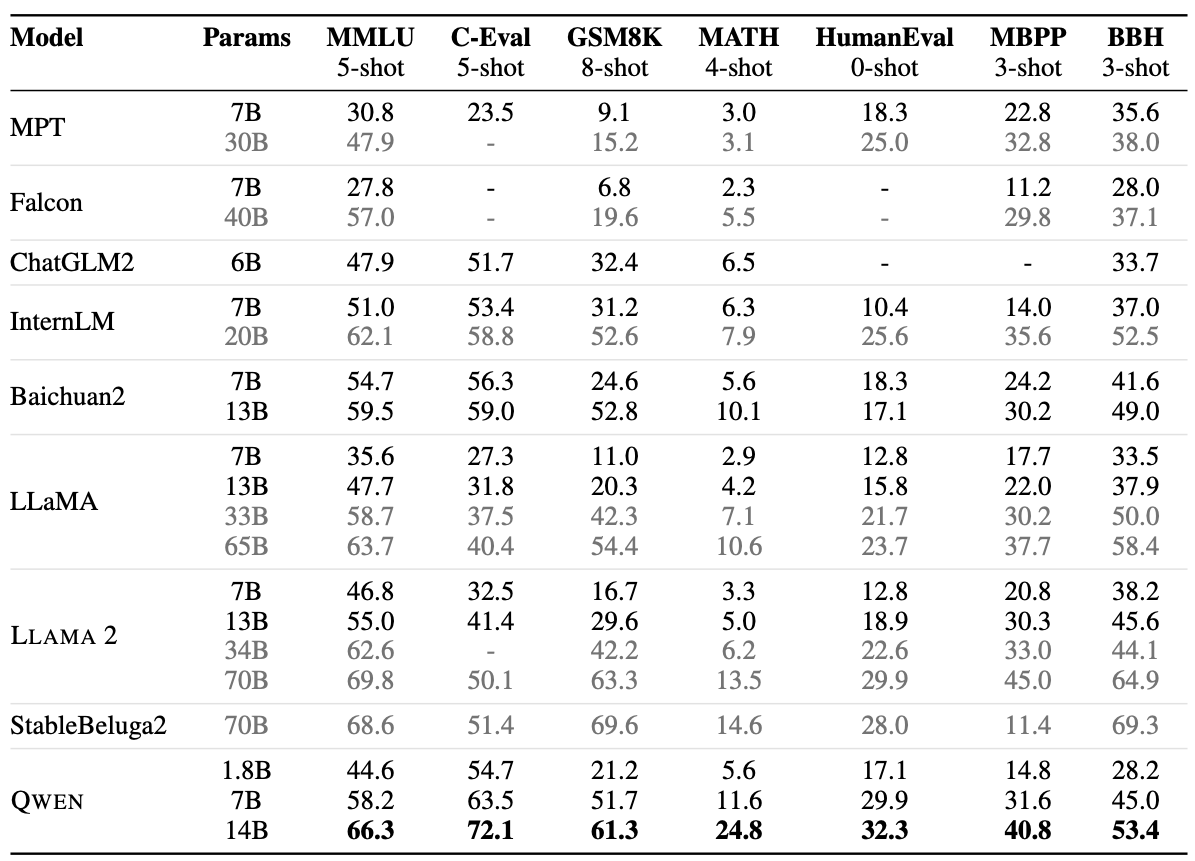 Model Params MMLU C-Eval GSM8K MATH HumanEval MBPP BBH
5-shot 5-shot 8-shot 4-shot 0-shot 3-shot 3-shot
MPT
7B 30.8 23.5 9.1 3.0 18.3 22.8 35.6
30B 47.9 - 15.2 3.1 25.0 32.8 38.0
Falcon
7B 27.8 - 6.8 2.3 - 11.2 28.0
40B 57.0 - 19.6 5.5 - 29.8 37.1
ChatGLM2 6B 47.9 51.7 32.4 6.5 - - 33.7
InternLM
7B 51.0 53.4 31.2 6.3 10.4 14.0 37.0
20B 62.1 58.8 52.6 7.9 25.6 35.6 52.5
Baichuan2
7B 54.7 56.3 24.6 5.6 18.3 24.2 41.6
13B 59.5 59.0 52.8 10.1 17.1 30.2 49.0
LLaMA
7B 35.6 27.3 11.0 2.9 12.8 17.7 33.5
13B 47.7 31.8 20.3 4.2 15.8 22.0 37.9
33B 58.7 37.5 42.3 7.1 21.7 30.2 50.0
65B 63.7 40.4 54.4 10.6 23.7 37.7 58.4
LLAMA 2
7B 46.8 32.5 16.7 3.3 12.8 20.8 38.2
13B 55.0 41.4 29.6 5.0 18.9 30.3 45.6
34B 62.6 - 42.2 6.2 22.6 33.0 44.1
70B 69.8 50.1 63.3 13.5 29.9 45.0 64.9
StableBeluga2 70B 68.6 51.4 69.6 14.6 28.0 11.4 69.3
QWEN
1.8B 44.6 54.7 21.2 5.6 17.1 14.8 28.2
7B 58.2 63.5 51.7 11.6 29.9 31.6 45.0
14B 66.3 72.1 61.3 24.8 32.3 40.8 53.4